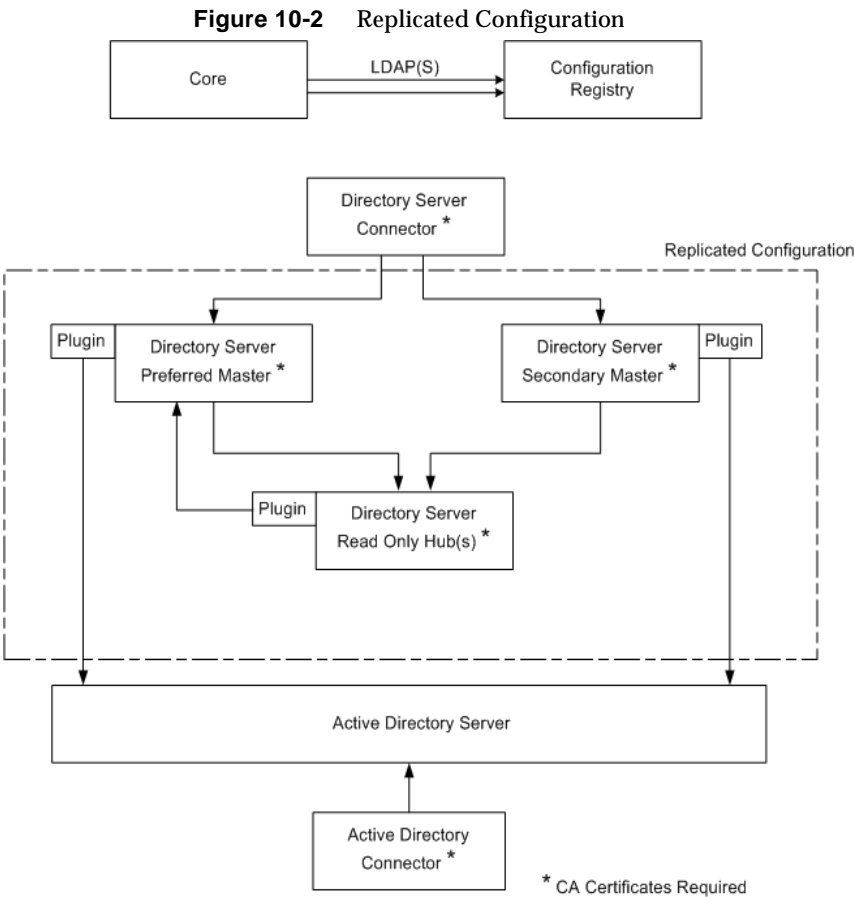 Figure 10-2 Replicated Configuration
Core
LDAP(S)
Configuration
Registry
Directory Server
Connector *
Replicated Configuration
Plugin
Directory Server
Preferred Master *
Directory Server
Secondary Master *
Plugin
Plugin
Directory Server
Read Only Hub(s) *
Active Directory Server
Active Directory
Connector *
* CA Certificates Required